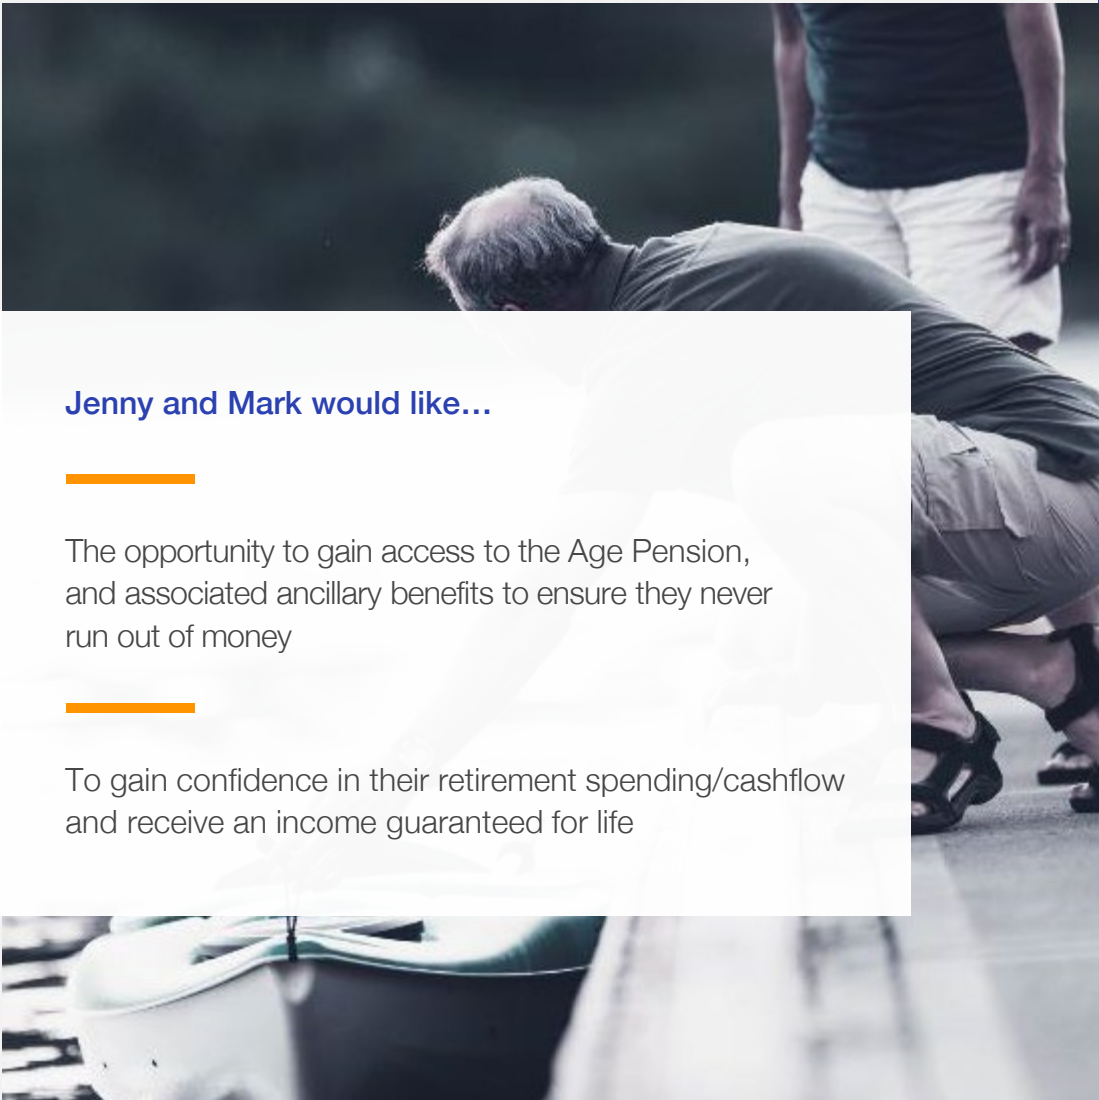 Jenny and Mark would like…
The opportunity to gain access to the Age Pension,
and associated ancillary benefits to ensure they never
run out of money
To gain confidence in their retirement spending/cashflow
and receive an income guaranteed for life